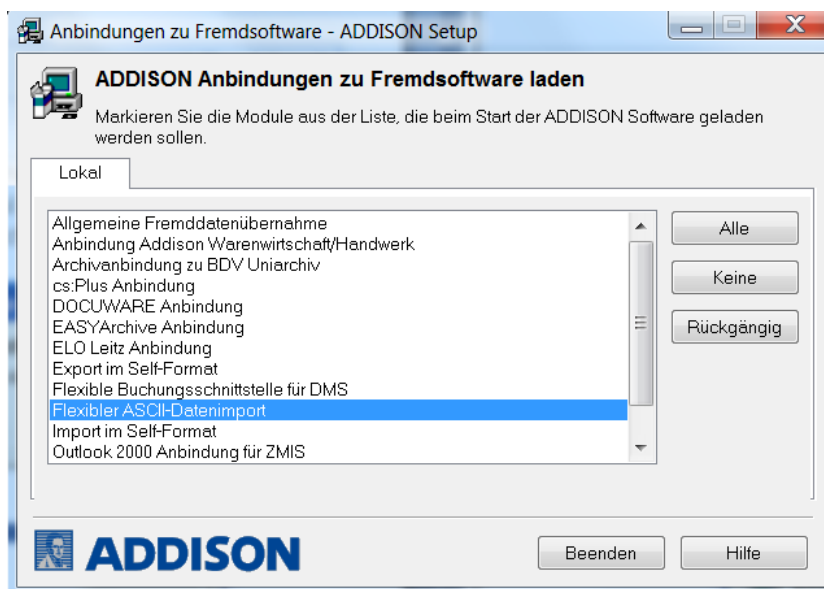 Anbindungen zu Fremdsoftware - ADDISON Setup
ADDISON Anbindungen zu Fremdsoftware laden
Markieren Sie die Module aus der Liste, die beim Start der ADDISON Software geladen
werden sollen.
Lokal
Allgemeine Fremddatenübernahme
Anbindung Addison Warenwirtschaft/Handwerk
Archivanbindung zu BDV Uniarchiv
cs:Plus Anbindung
DOCUWARE Anbindung
EASYArchive Anbindung
ELO Leitz Anbindung
Export im Self-Format
Flexible Buchungsschnittstelle für DMS
Flexibler ASCII-Datenimport
Import im Self-Format
Outlook 2000 Anbindung für ZMIS
Alle
Keine
Rückgängig
ADDISON
Beenden
Hilfe